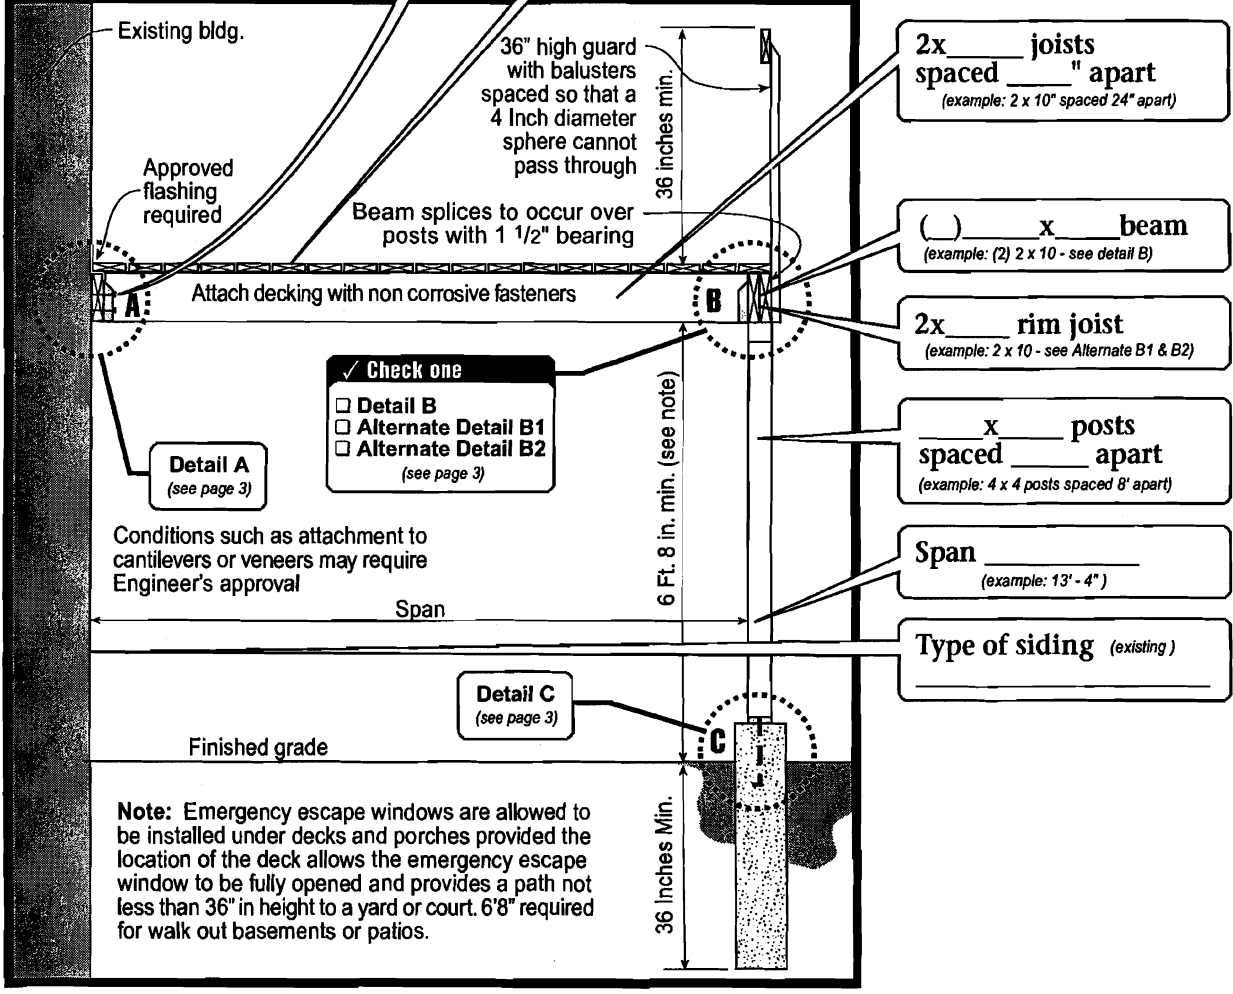 Existing bldg.
36" high guard
with balusters
spaced so that a
4 Inch diameter
sphere cannot
pass through
36 inches min.
2x_____ joists
spaced _____" apart
(example: 2 x 10" spaced 24" apart)
Approved
flashing
required
Beam splices to occur over
posts with 1 1/2" bearing
(__)_______x____beam
(example: (2) 2 x 10 - see detail B)
A
Attach decking with non corrosive fasteners
B
2x____ rim joist
(example: 2 x 10 - see Alternate B1 & B2)
✓ Check one
❑ Detail B
❑ Alternate Detail B1
❑ Alternate Detail B2
(see page 3)
6 Ft. 8 in. min. (see note)
____x____ posts
spaced _____ apart
(example: 4 x 4 posts spaced 8' apart)
Detail A
(see page 3)
Conditions such as attachment to
cantilevers or veneers may require
Engineer's approval
Span __________
(example: 13' - 4" )
Span
Type of siding (existing )
Detail C
(see page 3)
C
Finished grade
Note: Emergency escape windows are allowed to
be installed under decks and porches provided the
location of the deck allows the emergency escape
window to be fully opened and provides a path not
less than 36" in height to a yard or court. 6'8" required
for walk out basements or patios.
36 Inches Min.